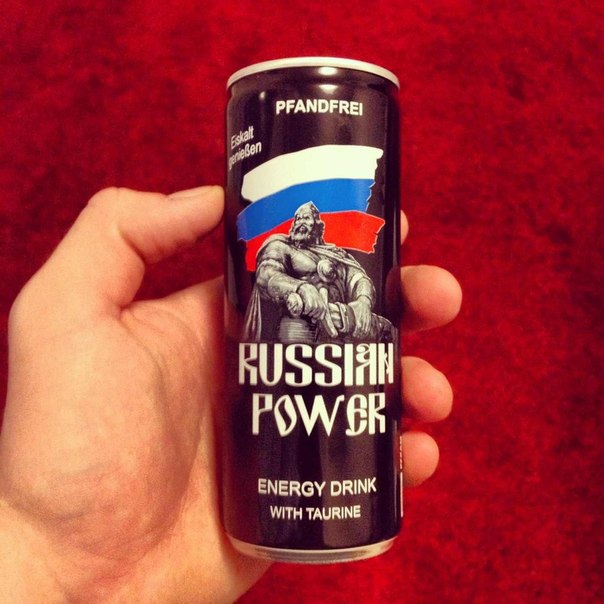 PFANDFREI
Eiskalt
genießen
RUSSIAN
POWER
ENERGY DRINK
WITH TAURINE